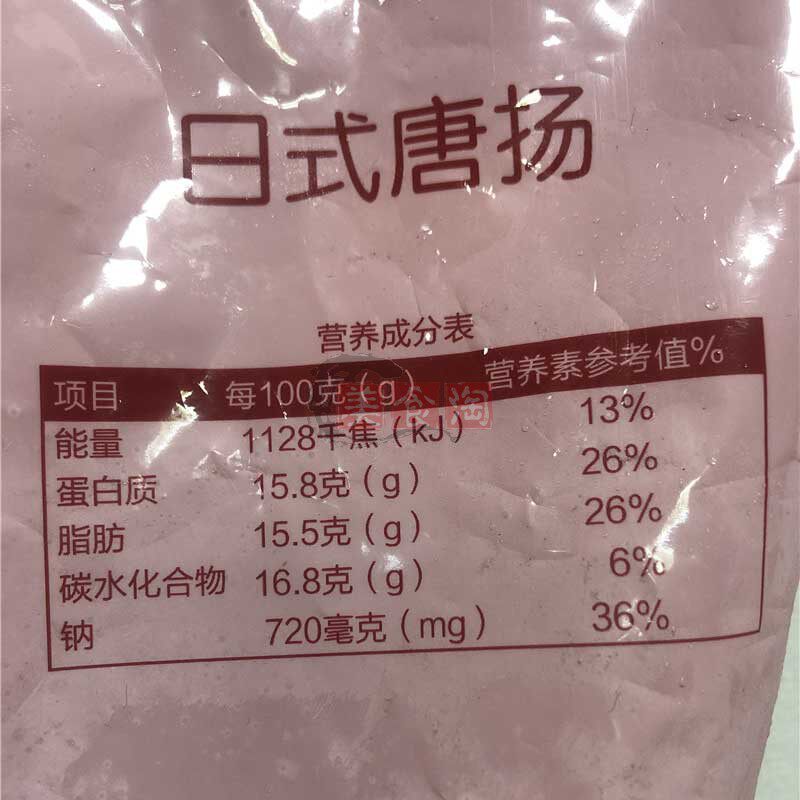 日式唐扬
营养成分表
项目 每100克(g) 营养素参考值%
能量 1128千焦(kJ) 13%
蛋白质 15.8克(g) 26%
脂肪 15.5克(g) 26%
碳水化合物 16.8克(g) 6%
钠 720毫克(mg) 36%
美食陶